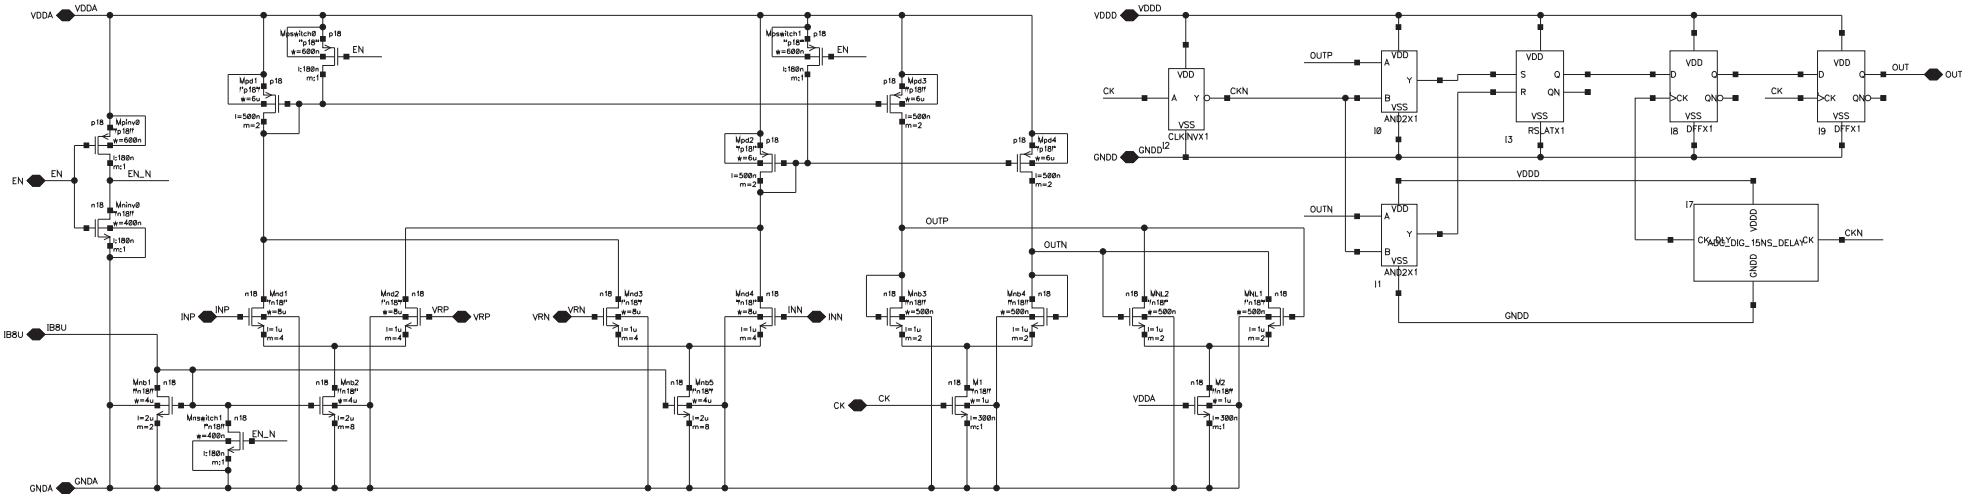 VDDA VDDA
VDDD VDDD
p18
Mpswitch0
"p18"
w=600n
l:180n
m:1
EN
p18
Mpswitch1
"p18"
w=600n
l:180n
m:1
EN
Mpd1 p18
"p18"
w=6u
l=500n
m=2
p18 Mpd3
"p18"
w=6u
l=500n
m=2
p18 Mpinv0
"p18"
w=600n
l:180n
m:1
Mpd2 p18
"p18"
w=6u
l=500n
m=2
p18 Mpd4
"p18"
w=6u
l=500n
m=2
EN EN
EN_N
n18 Mninv0
"n18"
w=400n
l:180n
m:1
OUTP
OUTN
Mnd1 n18
"n18"
w=8u
l=1u
m=4
INP INP
Mnd2 n18
"n18"
w=8u
l=1u
m=4
VRP VRP
n18 Mnd3
"n18"
w=8u
l=1u
m=4
VRN VRN
Mnd4 n18
"n18"
w=8u
l=1u
m=4
INN INN
n18 Mnb3
"n18"
w=500n
l=1u
m=2
Mnb4 n18
"n18"
w=500n
l=1u
m=2
n18 MNL2
"n18"
w=500n
l=1u
m=2
MNL1 n18
"n18"
w=500n
l=1u
m=2
IB8U IB8U
Mnb1 n18
"n18"
w=4u
l=2u
m=2
Mnswitch1
n18
"n18"
w=400n
l:180n
m:1
EN_N
n18 Mnb2
"n18"
w=4u
l=2u
m=8
n18 Mnb5
"n18"
w=4u
l=2u
m=8
CK CK
n18 M1
"n18"
w=1u
l=300n
m:1
VDDA
n18 M2
"n18"
w=1u
l=300n
m:1
GNDA GNDA
CK
VDD
A Y
VSS
CLKINVX1
I2
CKN
OUTP
VDD
A
Y
B
VSS
AND2X1
I0
VDD
S Q
R QN
VSS
RSLATX1
I3
VDD
D Q
CK QN
VSS
DFFX1
I8
CK
VDD
D Q
CK QN
VSS
DFFX1
I9
OUT OUT
GNDD GNDD
VDDD
OUTN
VDD
A
Y
B
VSS
AND2X1
I1
I7
VDDD
CK_DLY CK
ADC_DIG_15NS_DELAY
GNDD
CKN
GNDD